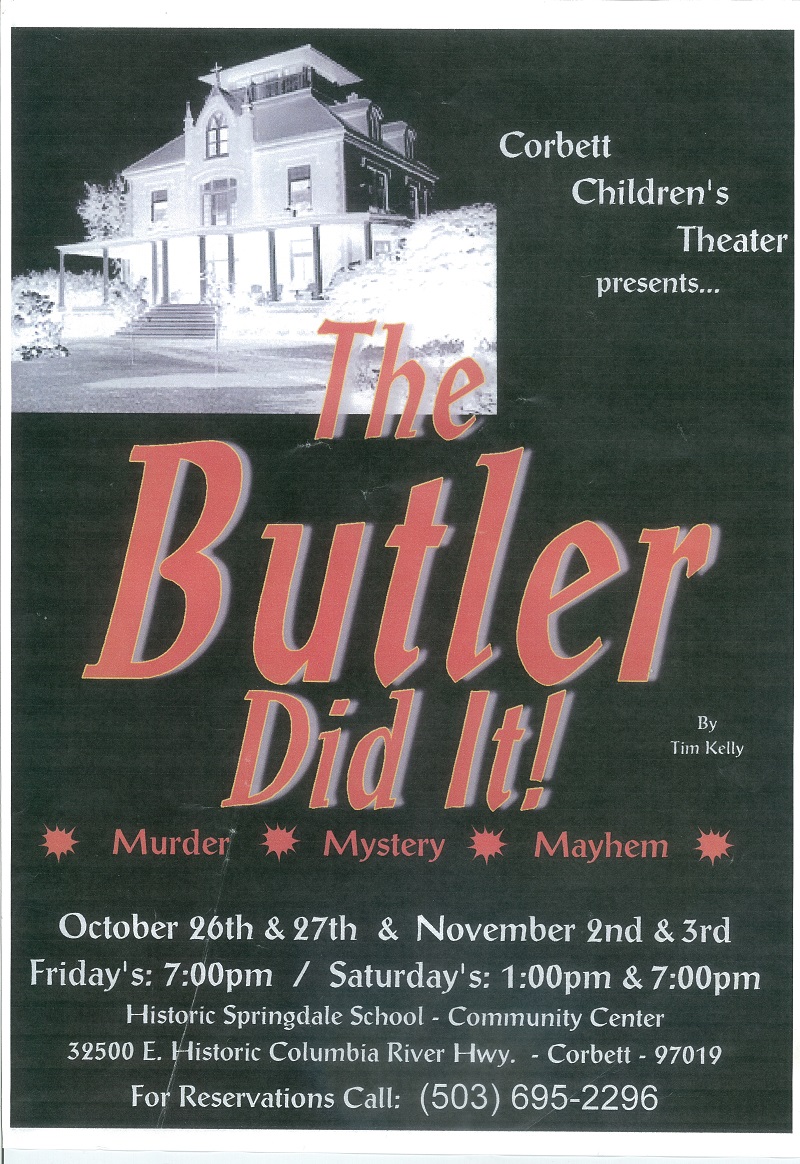 Corbett
Children's
Theater
presents...
The
Butler
Did It!
By
Tim Kelly
Murder Mystery Mayhem
October 26th & 27th & November 2nd & 3rd
Friday's: 7:00pm / Saturday's: 1:00pm & 7:00pm
Historic Springdale School - Community Center
32500 E. Historic Columbia River Hwy. - Corbett - 97019
For Reservations Call: (503) 695-2296